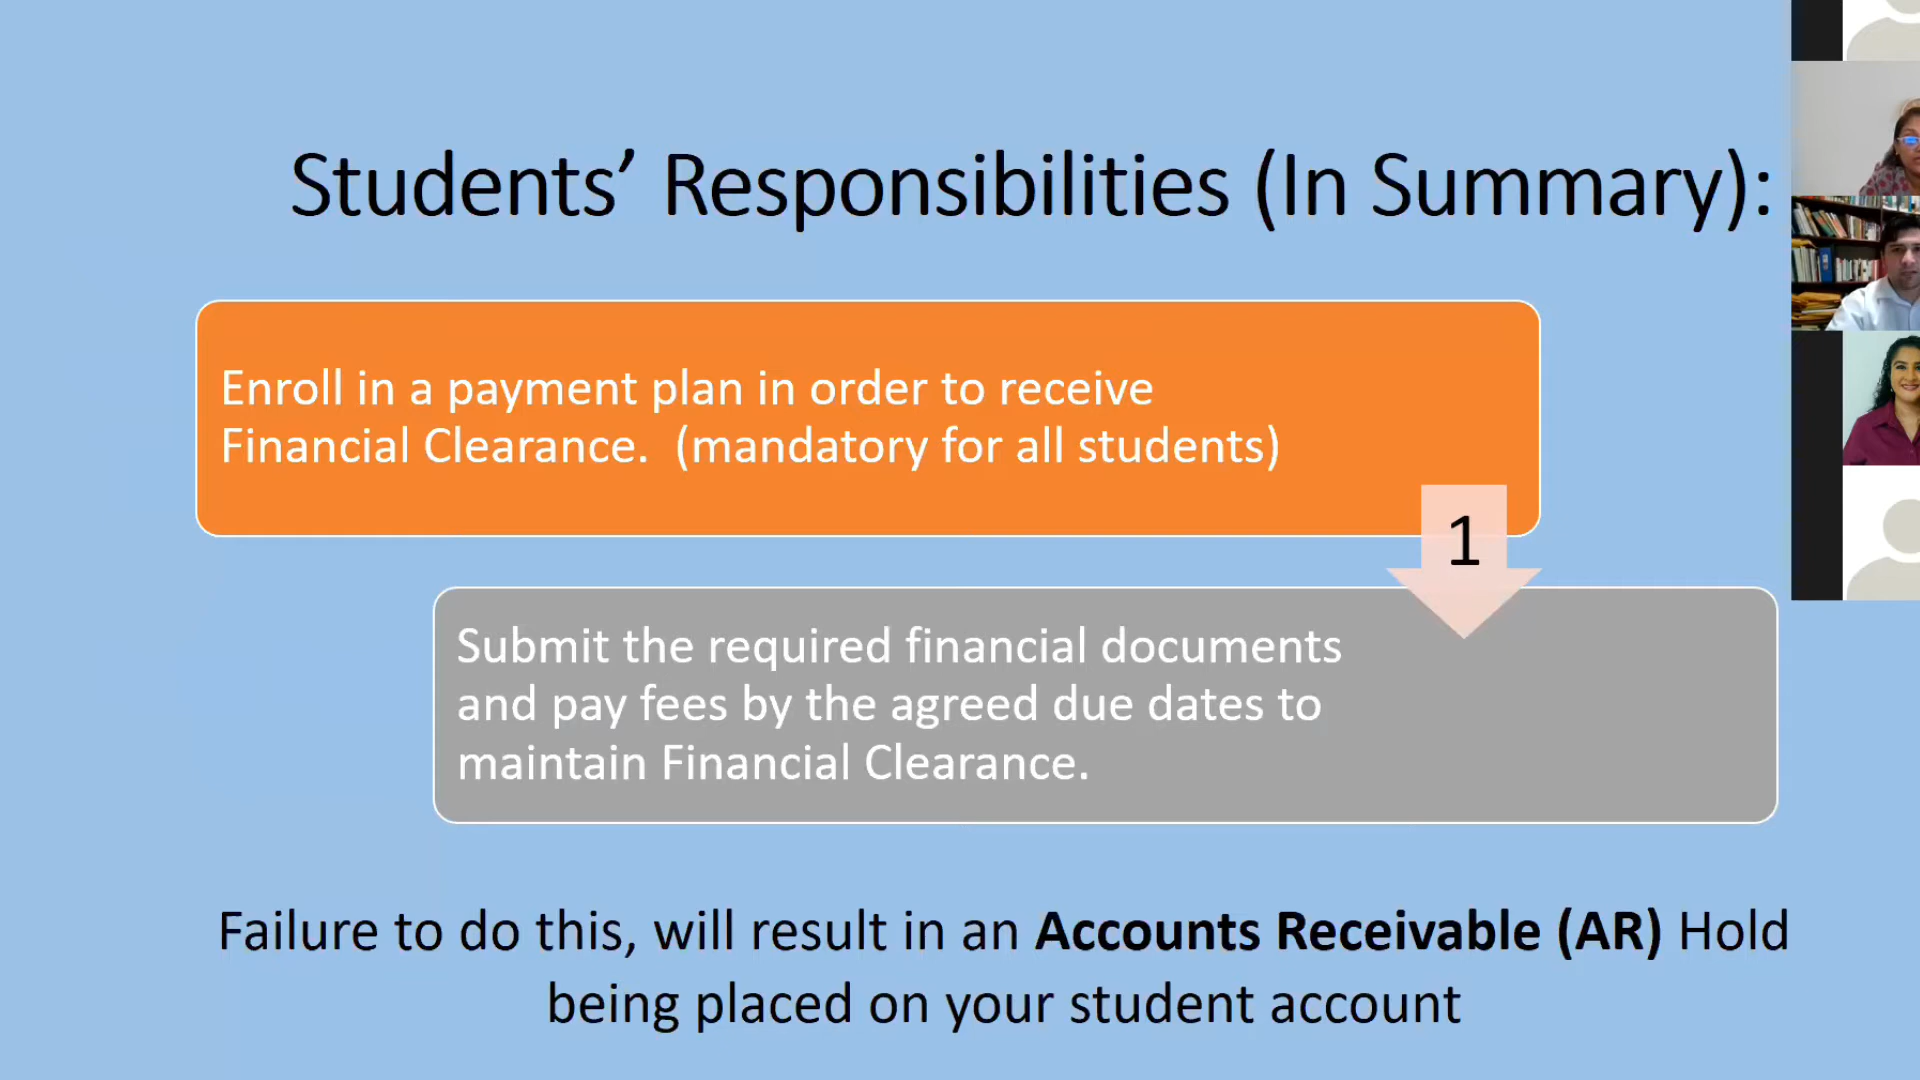 Students’ Responsibilities (In Summary):
Enroll in a payment plan in order to receive
Financial Clearance.  (mandatory for all students)
1
Submit the required financial documents
and pay fees by the agreed due dates to
maintain Financial Clearance.
Failure to do this, will result in an Accounts Receivable (AR) Hold
being placed on your student account